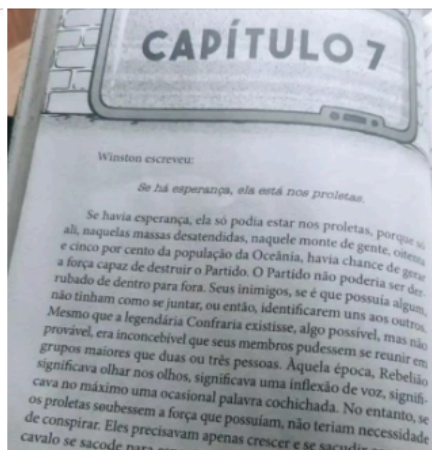 CAPÍTULO 7
Winston escreveu:
Se há esperança, ela está nos proletas.
Se havia esperança, ela só podia estar nos proletas, porque só
ali, naquelas massas desatendidas, naquele monte de gente, oitenta
e cinco por cento da população da Oceânia, havia chance de gerar
a força capaz de destruir o Partido. O Partido não poderia ser der-
rubado de dentro para fora. Seus inimigos, se é que possuía algum,
não tinham como se juntar, ou então, identificarem uns aos outros.
Mesmo que a legendária Confraria existisse, algo possível, mas não
provável, era inconcebível que seus membros pudessem se reunir em
grupos maiores que duas ou três pessoas. Àquela época, Rebelião
significava olhar nos olhos, significava uma inflexão de voz, signifi-
cava no máximo uma ocasional palavra cochichada. No entanto, se
os proletas soubessem a força que possuíam, não teriam necessidade
de conspirar. Eles precisavam apenas crescer e se sacudir
cavalo se sacode para